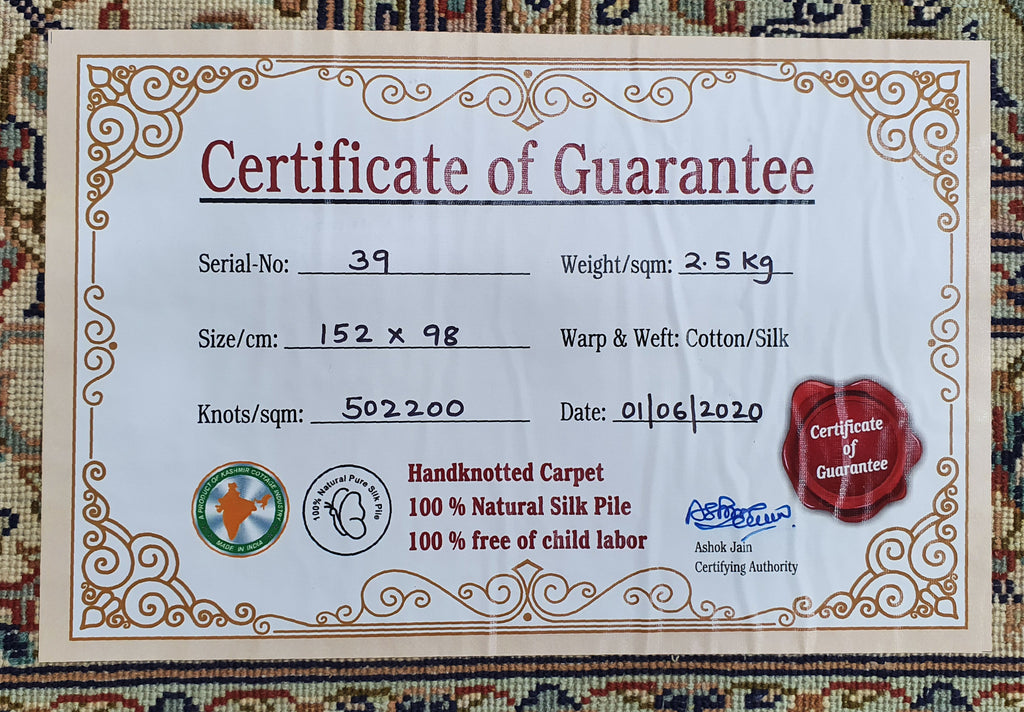 Certificate of Guarantee
Serial-No: 39
Weight/sqm: 2.5 Kg
Size/cm: 152 x 98
Warp & Weft: Cotton/Silk
Knots/sqm: 502200
Date: 01/06/2020
Certificate
of
Guarantee
A PRODUCT OF KASHMIR COTTAGE INDUSTRY
MADE IN INDIA
100% Natural Pure Silk Pile
Handknotted Carpet
100 % Natural Silk Pile
100 % free of child labor
Ashok Jain
Certifying Authority